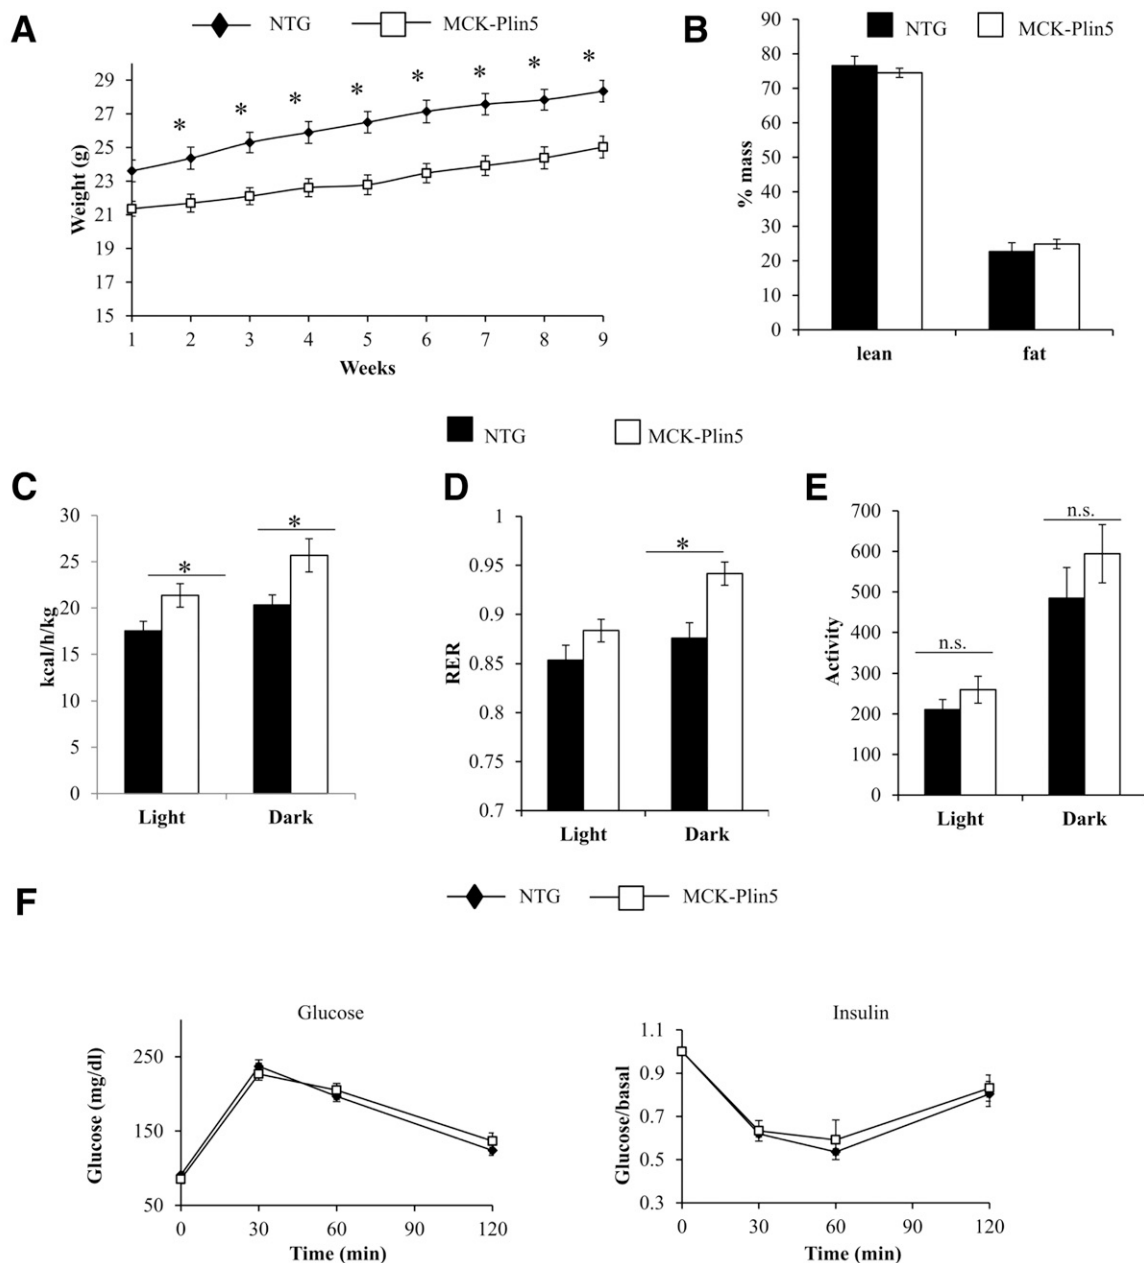 A
NTG MCK-Plin5
29
27
25
23
21
19
17
15
Weight (g)
* * * * * * * *
1 2 3 4 5 6 7 8 9
Weeks
B
NTG MCK-Plin5
90
80
70
60
50
40
30
20
10
0
% mass
lean fat
NTG MCK-Plin5
C
30
25
20
15
10
5
0
kcal/h/kg
* *
Light Dark
D
1
0.95
0.9
0.85
0.8
0.75
0.7
RER
*
Light Dark
E
700
600
500
400
300
200
100
0
Activity
n.s. n.s.
Light Dark
F
NTG MCK-Plin5
Glucose
250
150
50
Glucose (mg/dl)
0 30 60 90 120
Time (min)
Insulin
1.1
0.9
0.7
0.5
0.3
Glucose/basal
0 30 60 90 120
Time (min)